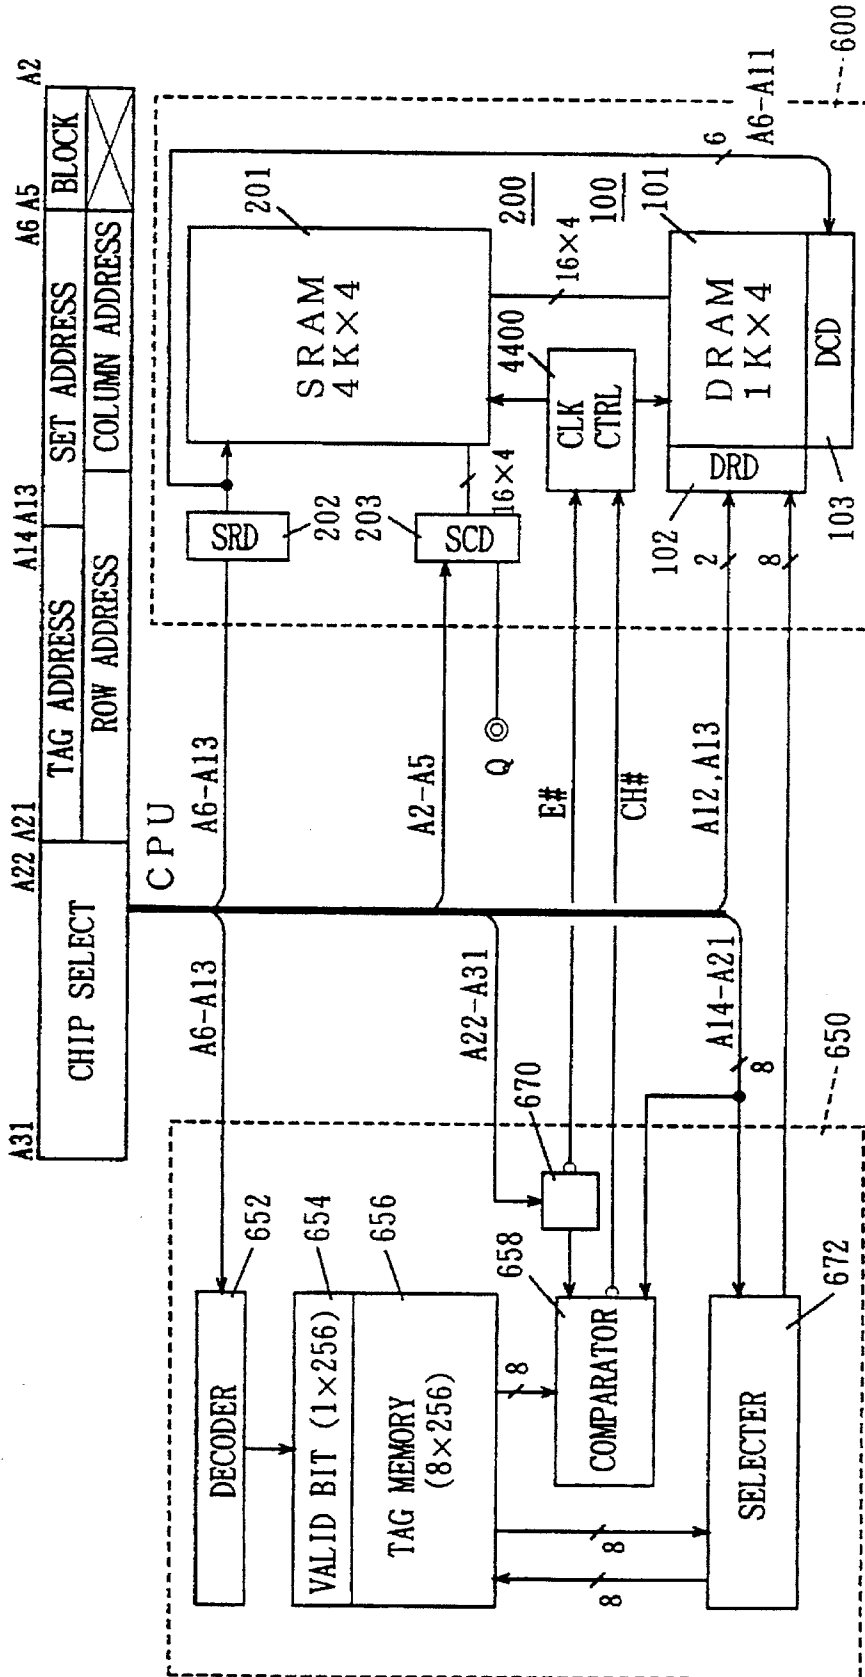 A31
A22 A21
A14 A13
A6 A5
A2
CHIP SELECT
TAG ADDRESS
SET ADDRESS
BLOCK
ROW ADDRESS
COLUMN ADDRESS
CPU
A6-A13
A6-A13
652
DECODER
SRD
202
201
SRAM
4K×4
654
VALID BIT (1×256)
656
TAG MEMORY
(8×256)
A2-A5
203
SCD
16×4
Q
200
16×4
100
8
A22-A31
670
658
COMPARATOR
E#
CH#
4400
CLK
CTRL
8
8
A12,A13
2
102
DRD
DRAM
1K×4
101
DCD
103
6
A6-A11
A14-A21
8
8
SELECTER
672
650
600